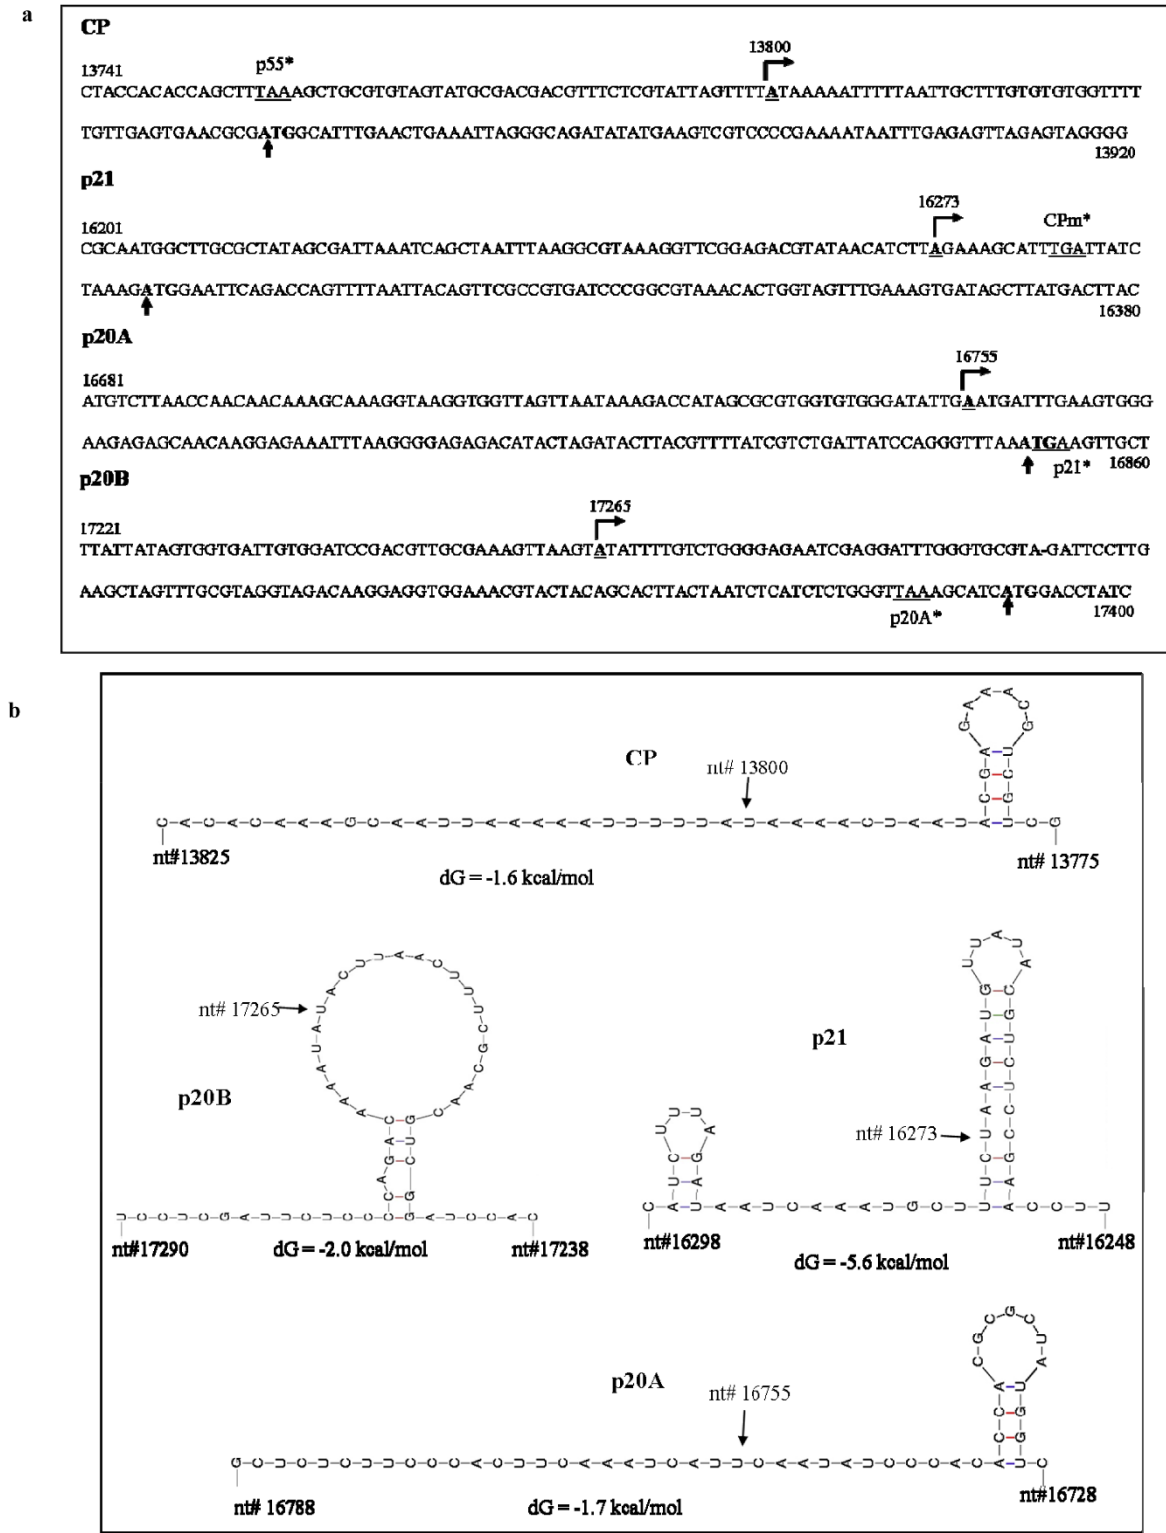 a
CP
13741
p55*
13800
CTACCACACCAGCTTTAAAGCTGCGTGTAGTATGCGACGACGTTTCTCGTATTAGTTTTATAAAAATTTTTAATTGCTTTGTGTGTGGTTTT
TGTTGAGTGAACGCGATGGCATTTGAACTGAAATTAGGGCAGATATATGAAGTCGTCCCCGAAAATAATTTGAGAGTTAGAGTAGGGG
13920
p21
16201
16273
CPm*
CGCAATGGCTTGCGCTATAGCGATTAAATCAGCTAATTTAAGGCGTAAAGGTTCGGAGACGTATAACATCTTAGAAAGCATTTGATTATC
TAAAGATGGAATTCAGACCAGTTTTAATTACAGTTCGCCGTGATCCCGGCGTAAACACTGGTAGTTTGAAAGTGATAGCTTATGACTTAC
16380
p20A
16681
16755
ATGTCTTAACCAACAACAAAGCAAAGGTAAGGTGGTTAGTTAATAAAGACCATAGCGCGTGGTGTGGGATATTGAATGATTTGAAGTGGG
AAGAGAGCAACAAGGAGAAATTTAAGGGGAGAGACATACTAGATACTTACGTTTTATCGTCTGATTATCCAGGGTTTAAATGAAGTTGCT
p21*
16860
p20B
17221
17265
TTATTATAGTGGTGATTGTGGATCCGACGTTGCGAAAGTTAAGTATATTTTGTCTGGGGAGAATCGAGGATTTGGGTGCGTA-GATTCCTTG
AAGCTAGTTTGCGTAGGTAGACAAGGAGGTGGAAACGTACTACAGCACTTACTAATCTCATCTCTGGGTTAAAGCATCATGGACCTATC
p20A*
17400
b
CP
nt# 13800
C A C A C A A A G C A A U U A A A A A U U U U U A U A A A A C U A A U A C G A G A A A C G U C G U C G
nt#13825
nt# 13775
dG = -1.6 kcal/mol
p20B
nt# 17265
U C C U C G A U U C U C C C C A G A C A A A A U A U A C U U A A C U U U C G C A A C G U C G G A U C C A C
nt#17290
dG = -2.0 kcal/mol
nt#17238
p21
nt# 16273
C A U C U U U A G A U A A U C A A A U G C U U U C U A A G A U G U U A U A C G U C U C C G A A C C U U
nt#16298
nt#16248
dG = -5.6 kcal/mol
p20A
nt# 16755
G C U C U C U U C C C A C U U C A A A U C A U U C A A U A U C C C A C A C C A C G C G C U A U G G U C
nt# 16788
nt#16728
dG = -1.7 kcal/mol